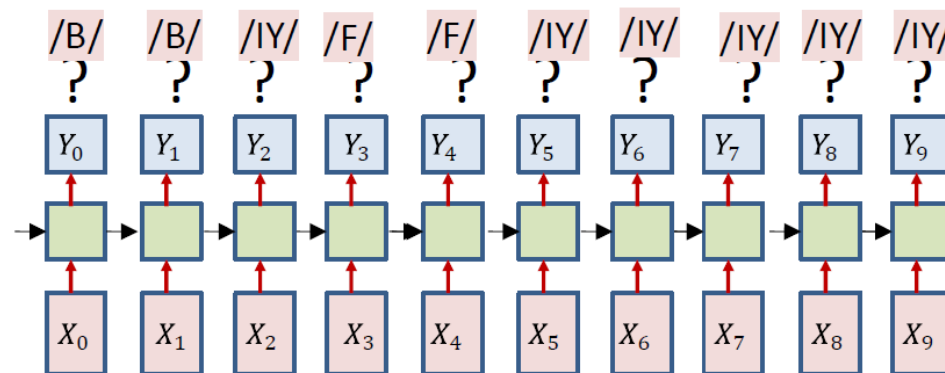 /B/ /B/ /IY/ /F/ /F/ /IY/ /IY/ /IY/ /IY/ /IY/
? ? ? ? ? ? ? ? ? ?
Y₀ Y₁ Y₂ Y₃ Y₄ Y₅ Y₆ Y₇ Y₈ Y₉
X₀ X₁ X₂ X₃ X₄ X₅ X₆ X₇ X₈ X₉